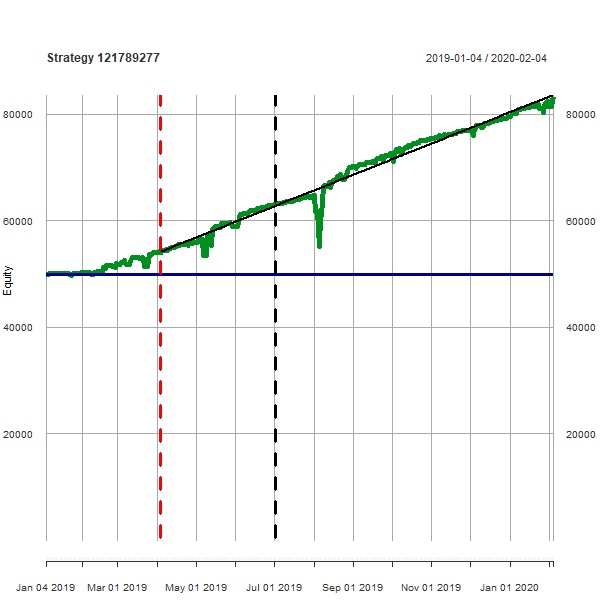 Strategy 121789277
2019-01-04 / 2020-02-04
80000
80000
60000
60000
Equity
40000
40000
20000
20000
Jan 04 2019
Mar 01 2019
May 01 2019
Jul 01 2019
Sep 01 2019
Nov 01 2019
Jan 01 2020